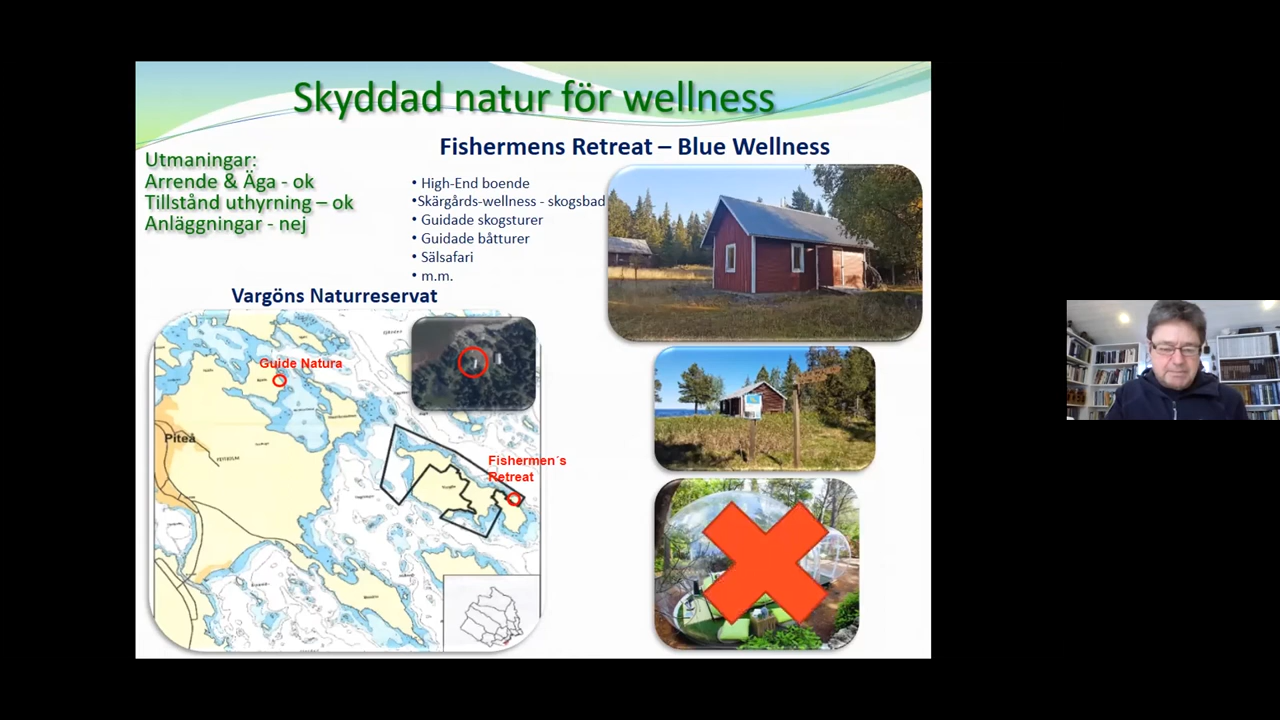 Skyddad natur för wellness
Fishermens Retreat – Blue Wellness
Utmaningar:
Arrende & Äga - ok
Tillstånd uthyrning – ok
Anläggningar - nej
• High-End boende
•Skärgårds-wellness - skogsbad
• Guidade skogsturer
• Guidade båtturer
• Sälsafari
• m.m.
Vargöns Naturreservat
Guide Natura
Piteå
Fishermen´s
Retreat